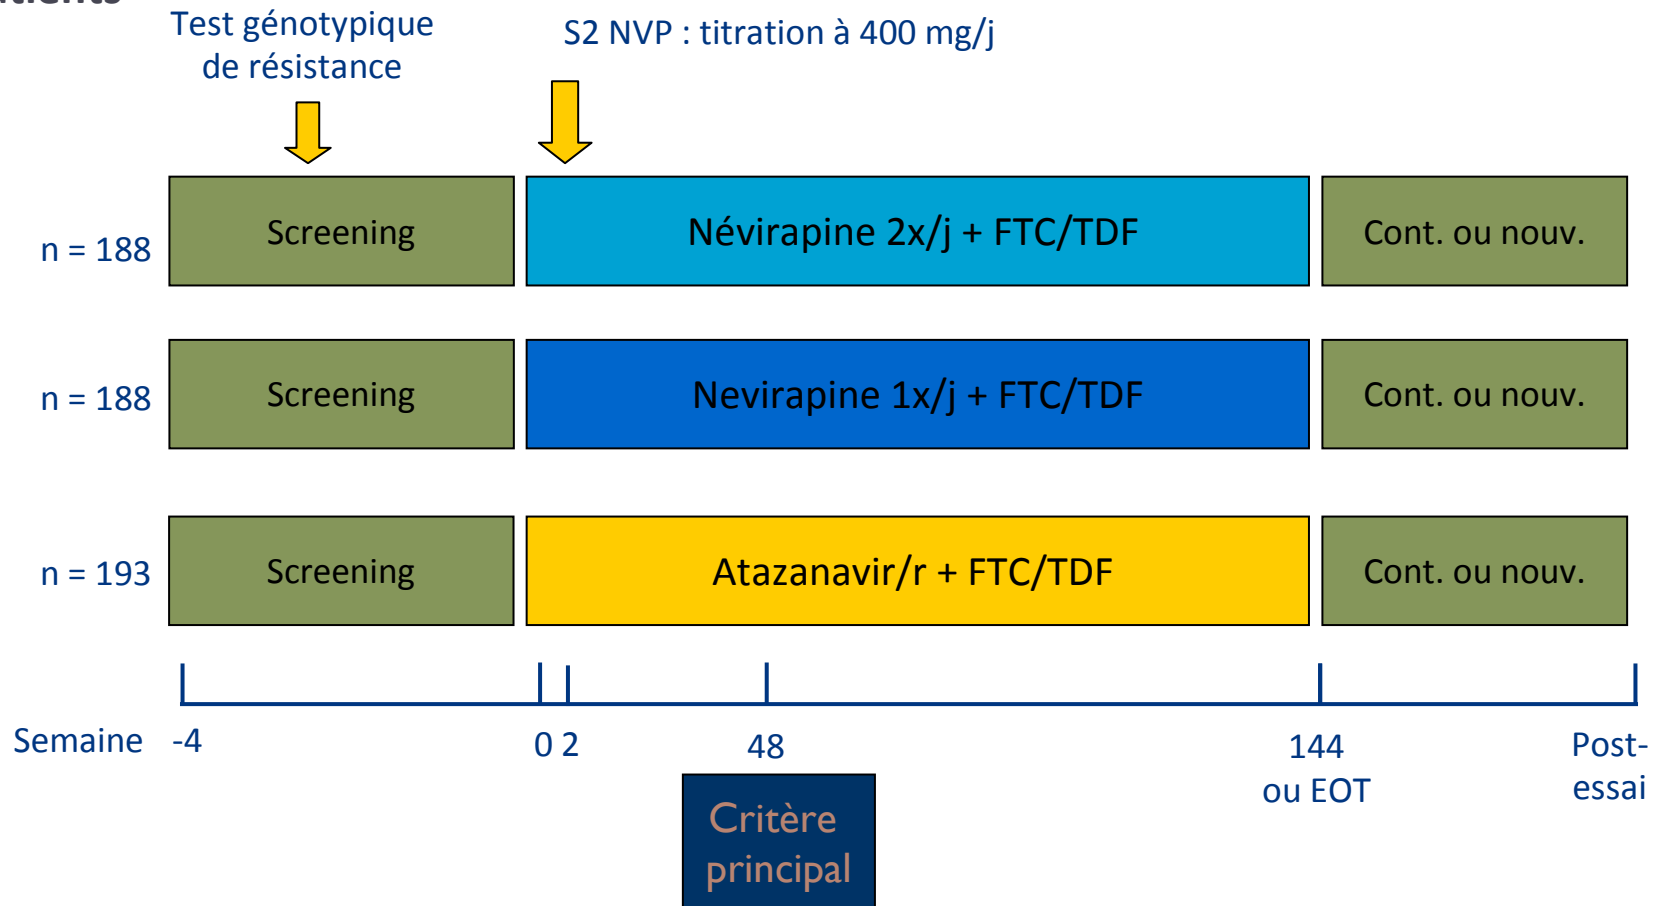 Test génotypique
de résistance
S2 NVP : titration à 400 mg/j
n = 188
Screening
Névirapine 2x/j + FTC/TDF
Cont. ou nouv.
n = 188
Screening
Nevirapine 1x/j + FTC/TDF
Cont. ou nouv.
n = 193
Screening
Atazanavir/r + FTC/TDF
Cont. ou nouv.
Semaine
-4
0 2
48
144
ou EOT
Post-
essai
Critère
principal